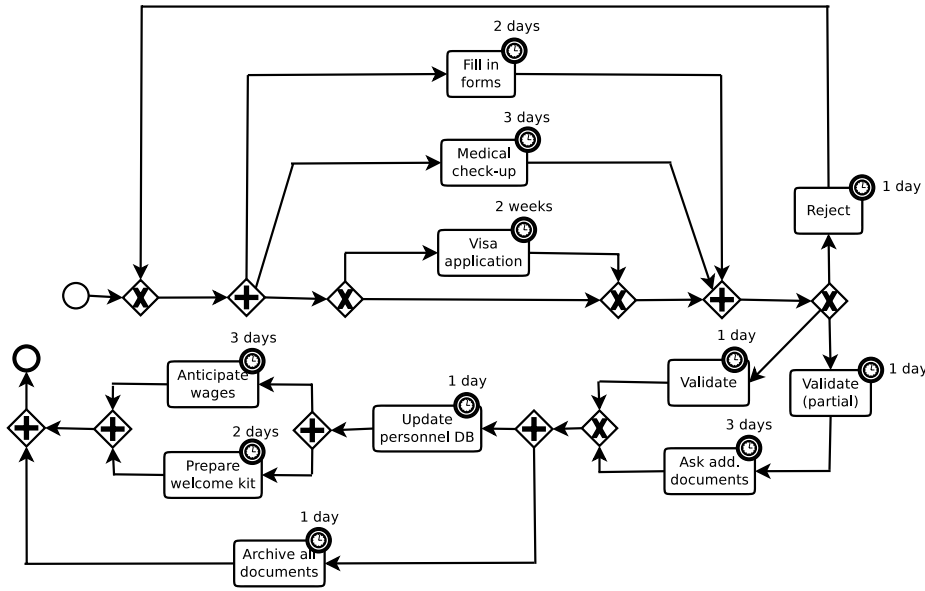 2 days
Fill in
forms
3 days
Medical
check-up
2 weeks
Visa
application
1 day
Reject
1 day
Validate
1 day
Validate
(partial)
3 days
Ask add.
documents
1 day
Update
personnel DB
3 days
Anticipate
wages
2 days
Prepare
welcome kit
1 day
Archive all
documents